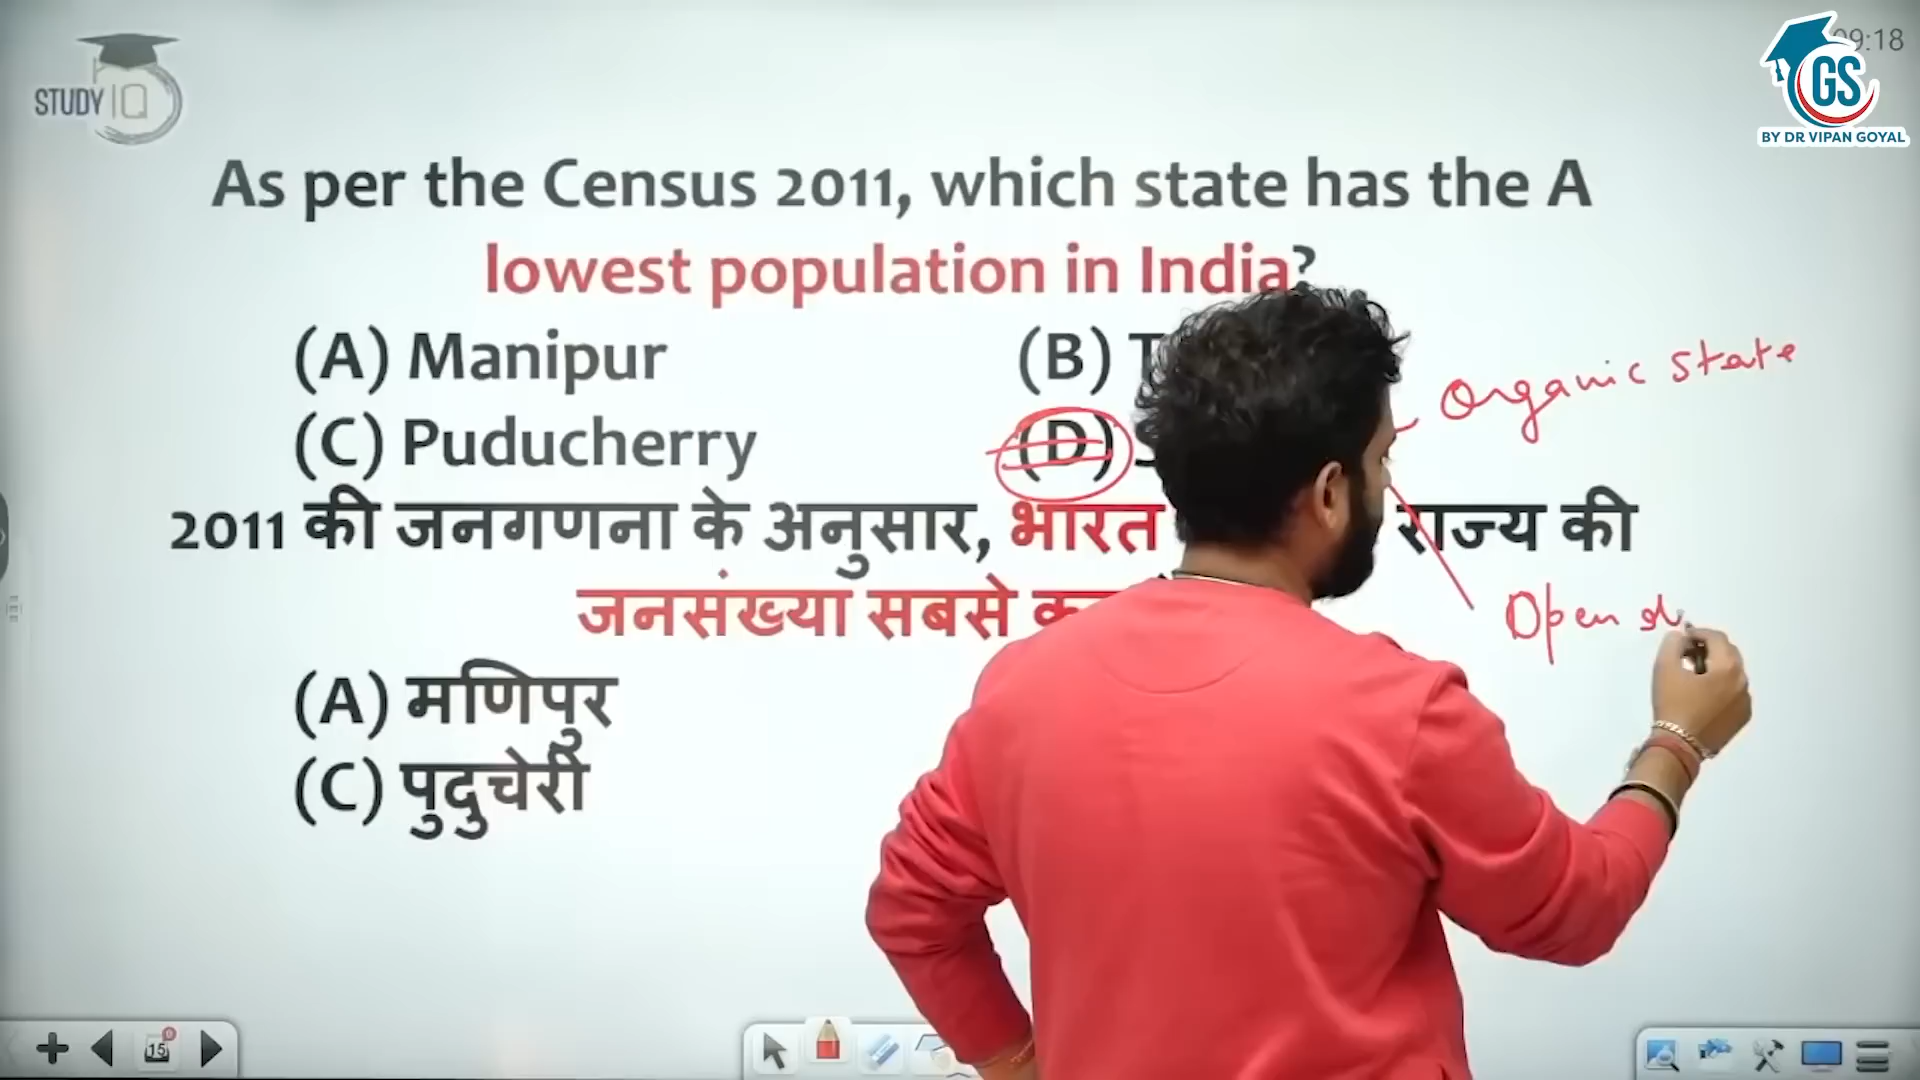 STUDY IQ
09:18
GS
BY DR VIPAN GOYAL
As per the Census 2011, which state has the A
lowest population in India?
(A) Manipur
(B) T
(C) Puducherry
(D) S
Organic State
2011 की जनगणना के अनुसार, भारत राज्य की
जनसंख्या सबसे
Open
(A) मणिपुर
(C) पुदुचेरी
15